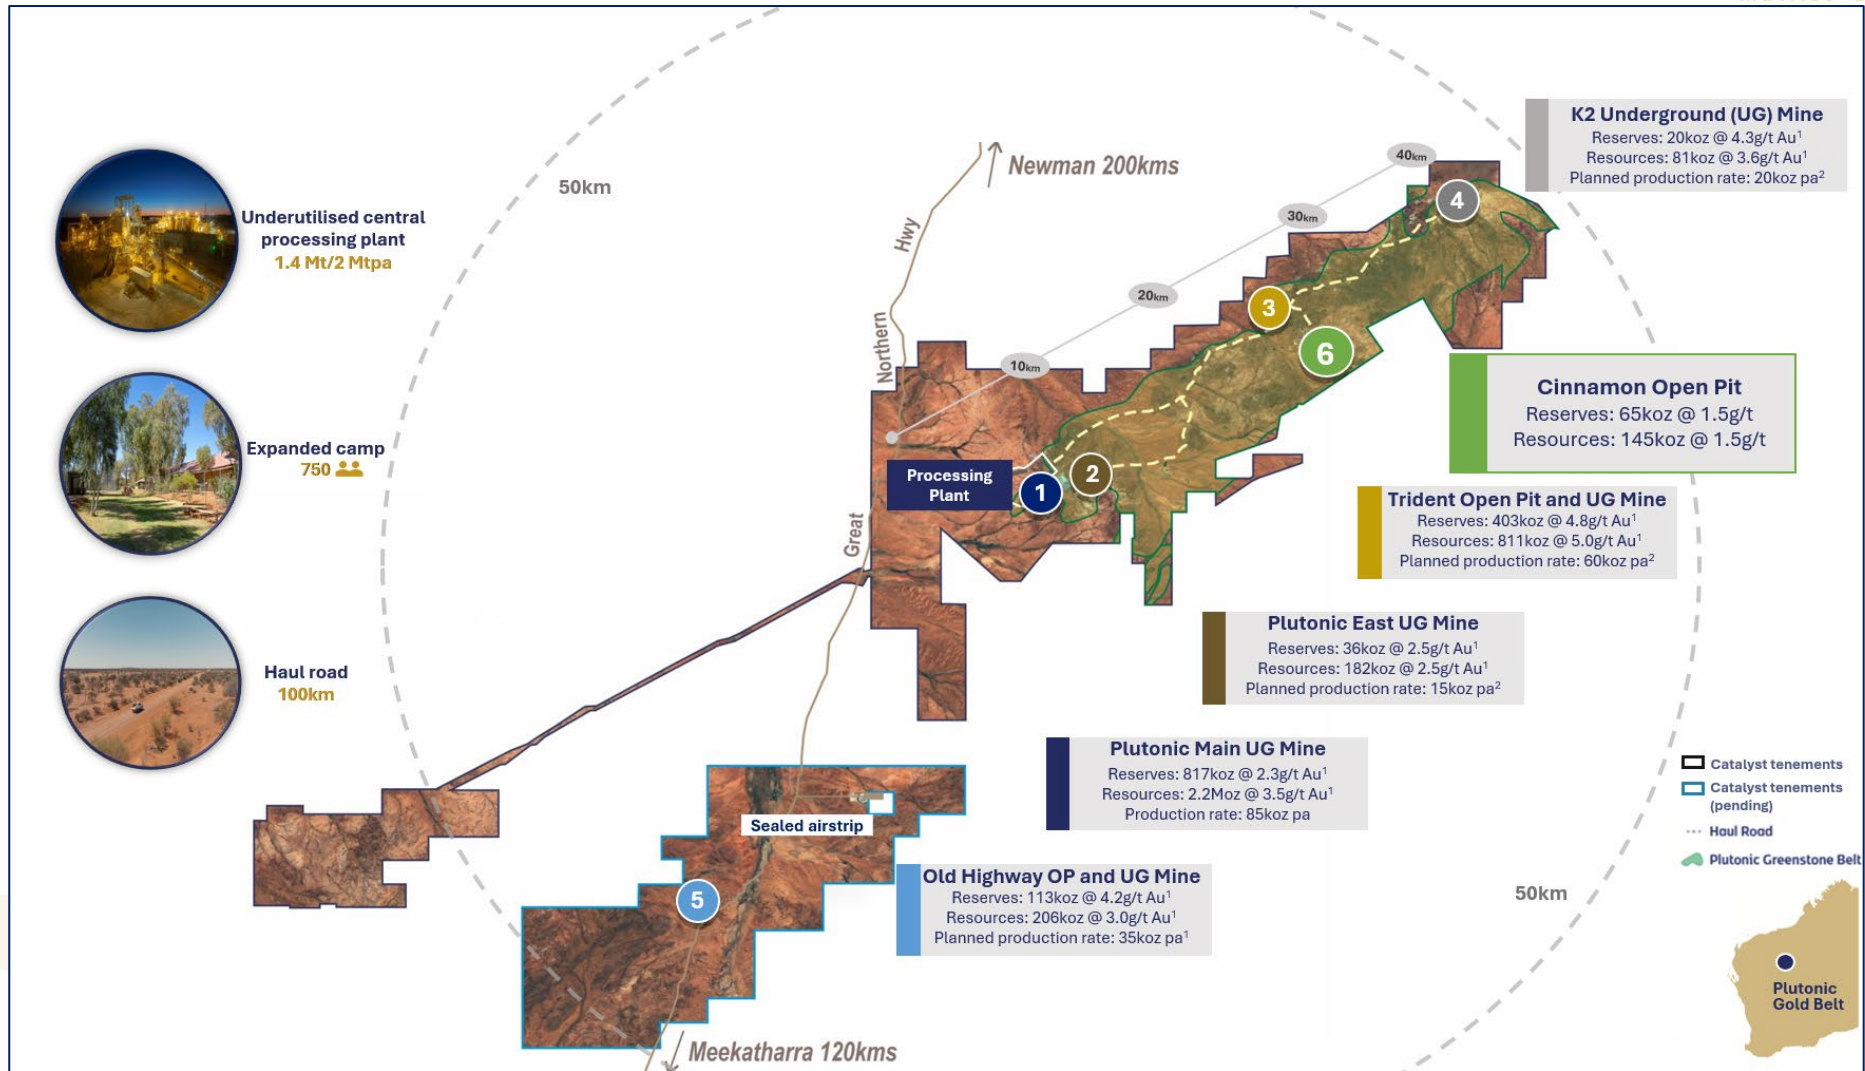 50km
Newman 200kms
Hwy
Northern
Great
40km
30km
20km
10km
K2 Underground (UG) Mine
Reserves: 20koz @ 4.3g/t Au¹
Resources: 81koz @ 3.6g/t Au¹
Planned production rate: 20koz pa²
Underutilised central
processing plant
1.4 Mt/2 Mtpa
4
3
6
Cinnamon Open Pit
Reserves: 65koz @ 1.5g/t
Resources: 145koz @ 1.5g/t
Expanded camp
750
Processing
Plant
1
2
Trident Open Pit and UG Mine
Reserves: 403koz @ 4.8g/t Au¹
Resources: 811koz @ 5.0g/t Au¹
Planned production rate: 60koz pa²
Plutonic East UG Mine
Reserves: 36koz @ 2.5g/t Au¹
Resources: 182koz @ 2.5g/t Au¹
Planned production rate: 15koz pa²
Haul road
100km
Plutonic Main UG Mine
Reserves: 817koz @ 2.3g/t Au¹
Resources: 2.2Moz @ 3.5g/t Au¹
Production rate: 85koz pa
Sealed airstrip
5
Old Highway OP and UG Mine
Reserves: 113koz @ 4.2g/t Au¹
Resources: 206koz @ 3.0g/t Au¹
Planned production rate: 35koz pa¹
Catalyst tenements
Catalyst tenements
(pending)
Haul Road
Plutonic Greenstone Belt
50km
Plutonic
Gold Belt
Meekatharra 120kms